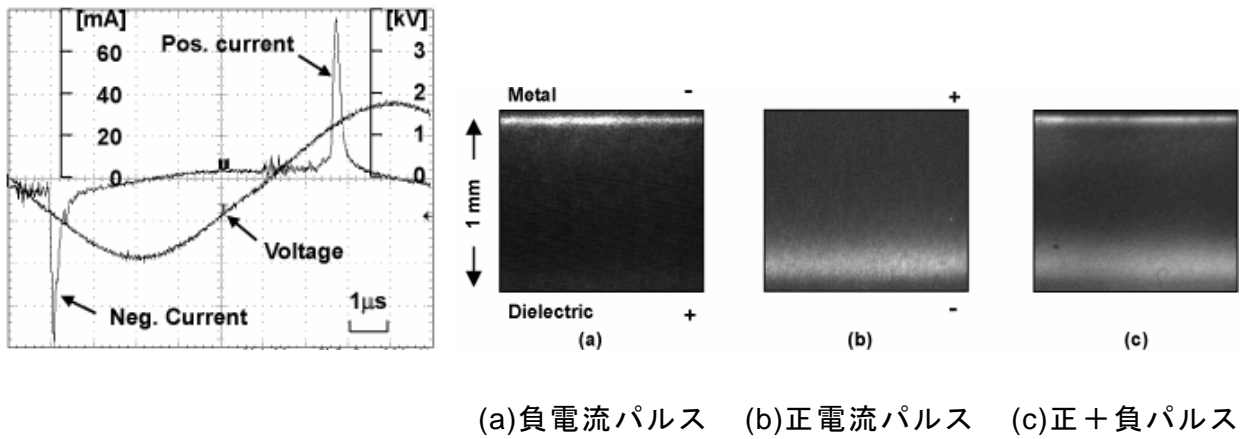 [mA]
[kV]
Pos. current
60
3
40
2
20
1
0
0
Voltage
Neg. Current
1μs
Metal
-
+
1 mm
Dielectric
+
-
(a)
(b)
(c)
(a)負電流パルス (b)正電流パルス (c)正＋負パルス